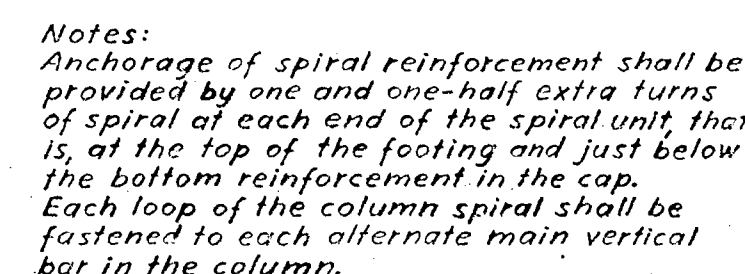 Notes:
Anchorage of spiral reinforcement shall be
provided by one and one-half extra turns
of spiral at each end of the spiral unit, that
is, at the top of the footing and just below
the bottom reinforcement in the cap.
Each loop of the column spiral shall be
fastened to each alternate main vertical
bar in the column.